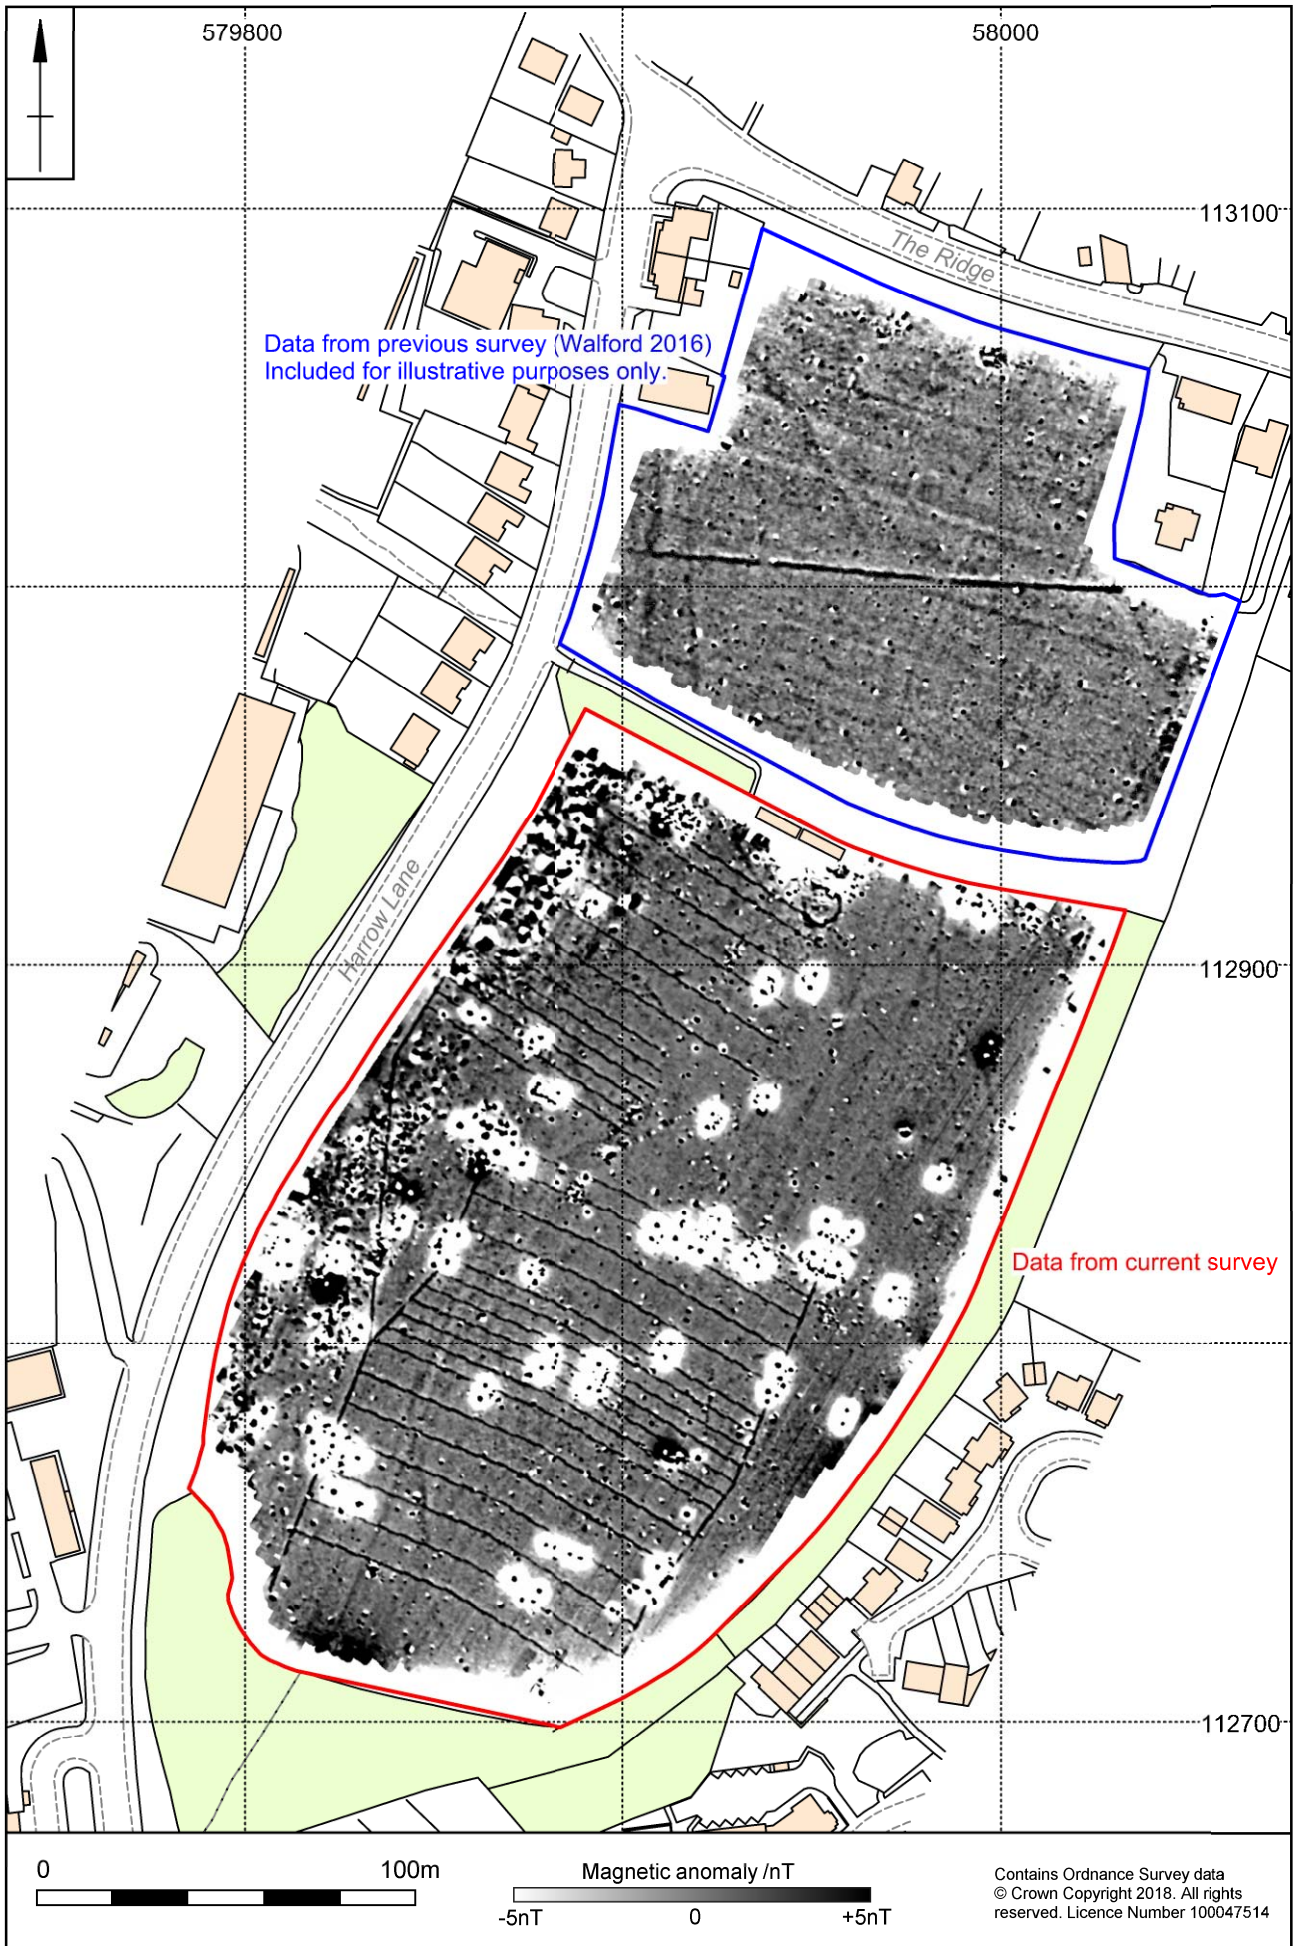 579800
58000
113100
The Ridge
Data from previous survey (Walford 2016)
Included for illustrative purposes only.
Harrow Lane
112900
Data from current survey
112700
0
100m
Magnetic anomaly /nT
-5nT
0
+5nT
Contains Ordnance Survey data
© Crown Copyright 2018. All rights
reserved. Licence Number 100047514